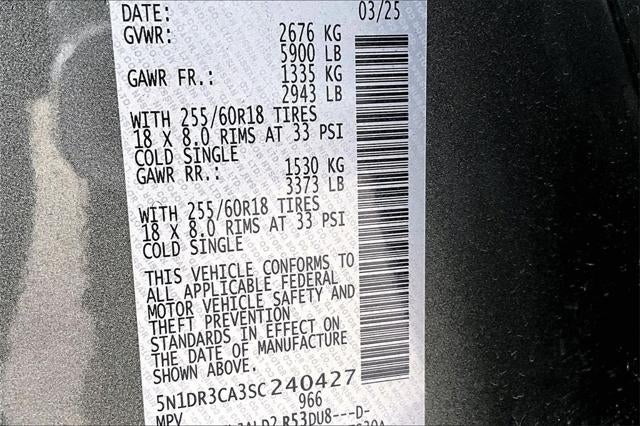 DATE: 03/25
GVWR: 2676 KG
5900 LB
GAWR FR.: 1335 KG
2943 LB
WITH 255/60R18 TIRES
18 X 8.0 RIMS AT 33 PSI
COLD SINGLE
GAWR RR.: 1530 KG
3373 LB
WITH 255/60R18 TIRES
18 X 8.0 RIMS AT 33 PSI
COLD SINGLE
THIS VEHICLE CONFORMS TO
ALL APPLICABLE FEDERAL
MOTOR VEHICLE SAFETY AND
THEFT PREVENTION
STANDARDS IN EFFECT ON
THE DATE OF MANUFACTURE
SHOWN ABOVE.
5N1DR3CA3SC240427
966
MPV R53DU8---D-